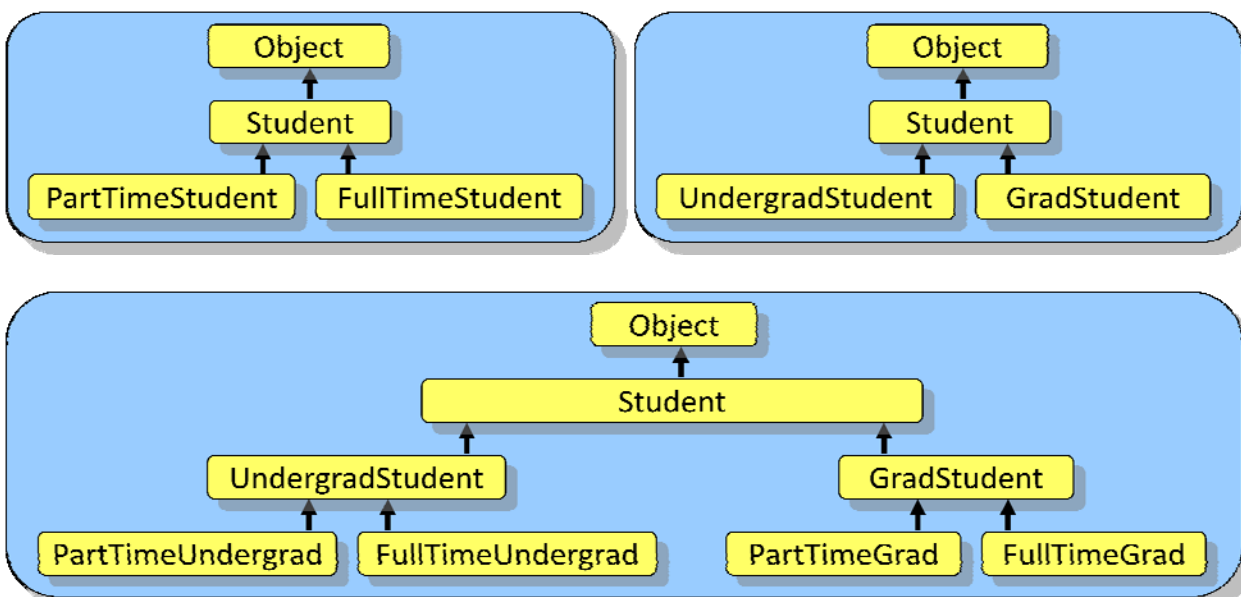 Object
Student
PartTimeStudent
FullTimeStudent
Object
Student
UndergradStudent
GradStudent
Object
Student
UndergradStudent
GradStudent
PartTimeUndergrad
FullTimeUndergrad
PartTimeGrad
FullTimeGrad